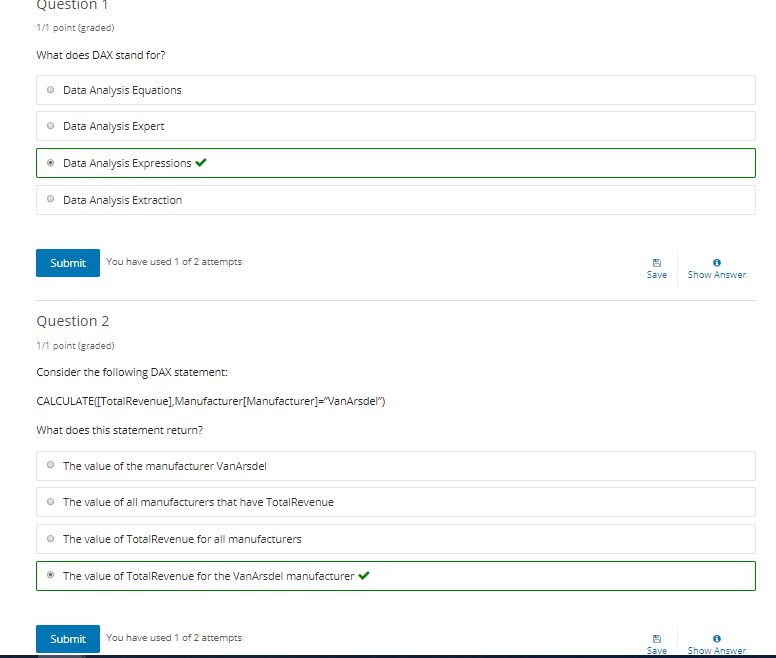 Question 1
1/1 point (graded)
What does DAX stand for?
Data Analysis Equations
Data Analysis Expert
Data Analysis Expressions
Data Analysis Extraction
Submit You have used 1 of 2 attempts
Save Show Answer
Question 2
1/1 point (graded)
Consider the following DAX statement:
CALCULATE([TotalRevenue],Manufacturer[Manufacturer]="VanArsdel")
What does this statement return?
The value of the manufacturer VanArsdel
The value of all manufacturers that have TotalRevenue
The value of TotalRevenue for all manufacturers
The value of TotalRevenue for the VanArsdel manufacturer
Submit You have used 1 of 2 attempts
Save Show Answer